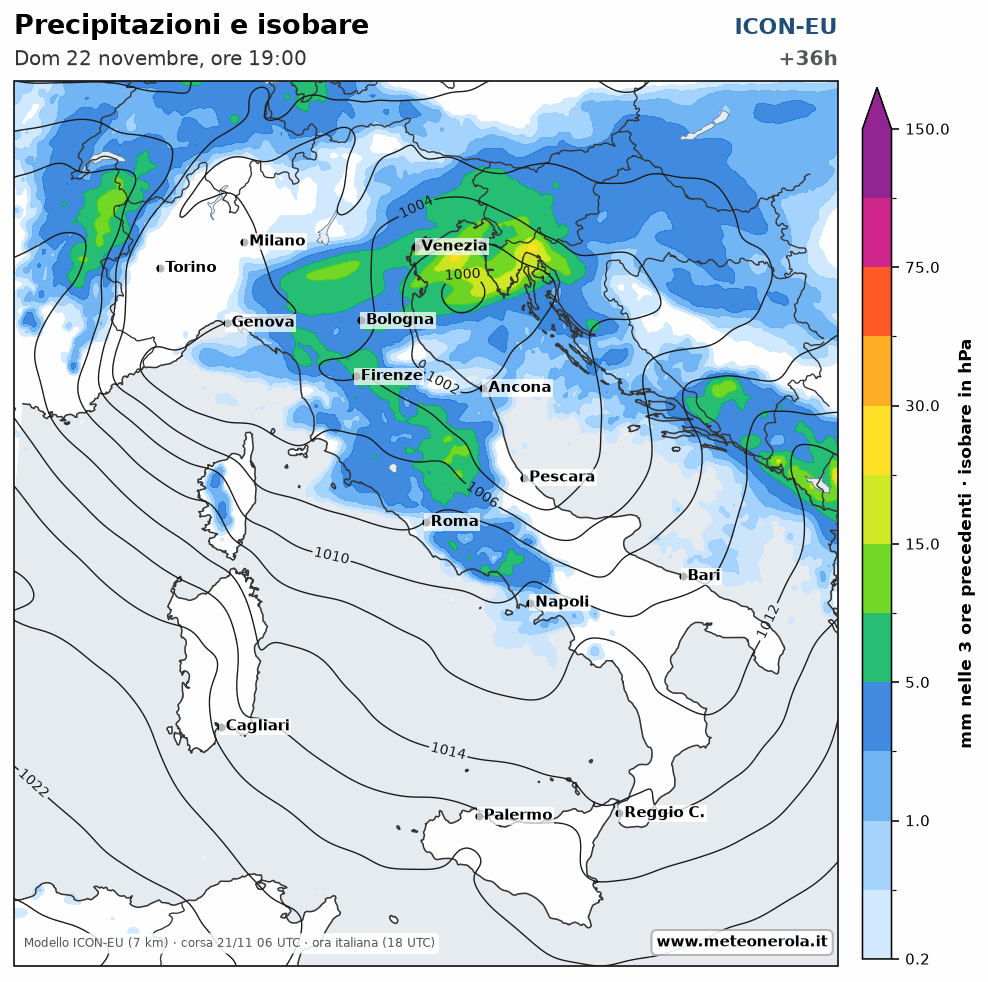 Precipitazioni e isobare
ICON-EU
Dom 22 novembre, ore 19:00
+36h
150.0
75.0
30.0
15.0
5.0
1.0
0.2
mm nelle 3 ore precedenti · isobare in hPa
1004
Milano
Venezia
Torino
1000
Genova
Bologna
Firenze
1002
Ancona
Pescara
1006
Roma
1010
Bari
Napoli
1012
Cagliari
1014
1022
Palermo
Reggio C.
Modello ICON-EU (7 km) · corsa 21/11 06 UTC · ora italiana (18 UTC)
www.meteonerola.it